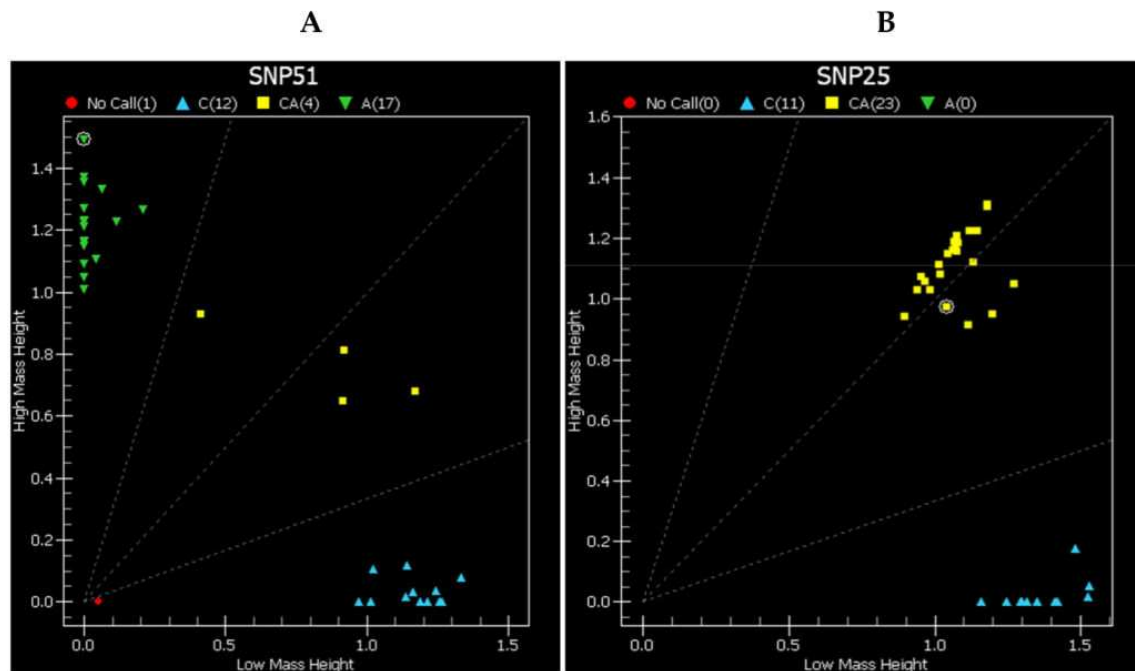 A
B
SNP51
No Call(1) C(12) CA(4) A(17)
High Mass Height
1.4
1.2
1.0
0.8
0.6
0.4
0.2
0.0
0.0 0.5 1.0 1.5
Low Mass Height
SNP25
No Call(0) C(11) CA(23) A(0)
High Mass Height
1.6
1.4
1.2
1.0
0.8
0.6
0.4
0.2
0.0
0.0 0.5 1.0 1.5
Low Mass Height